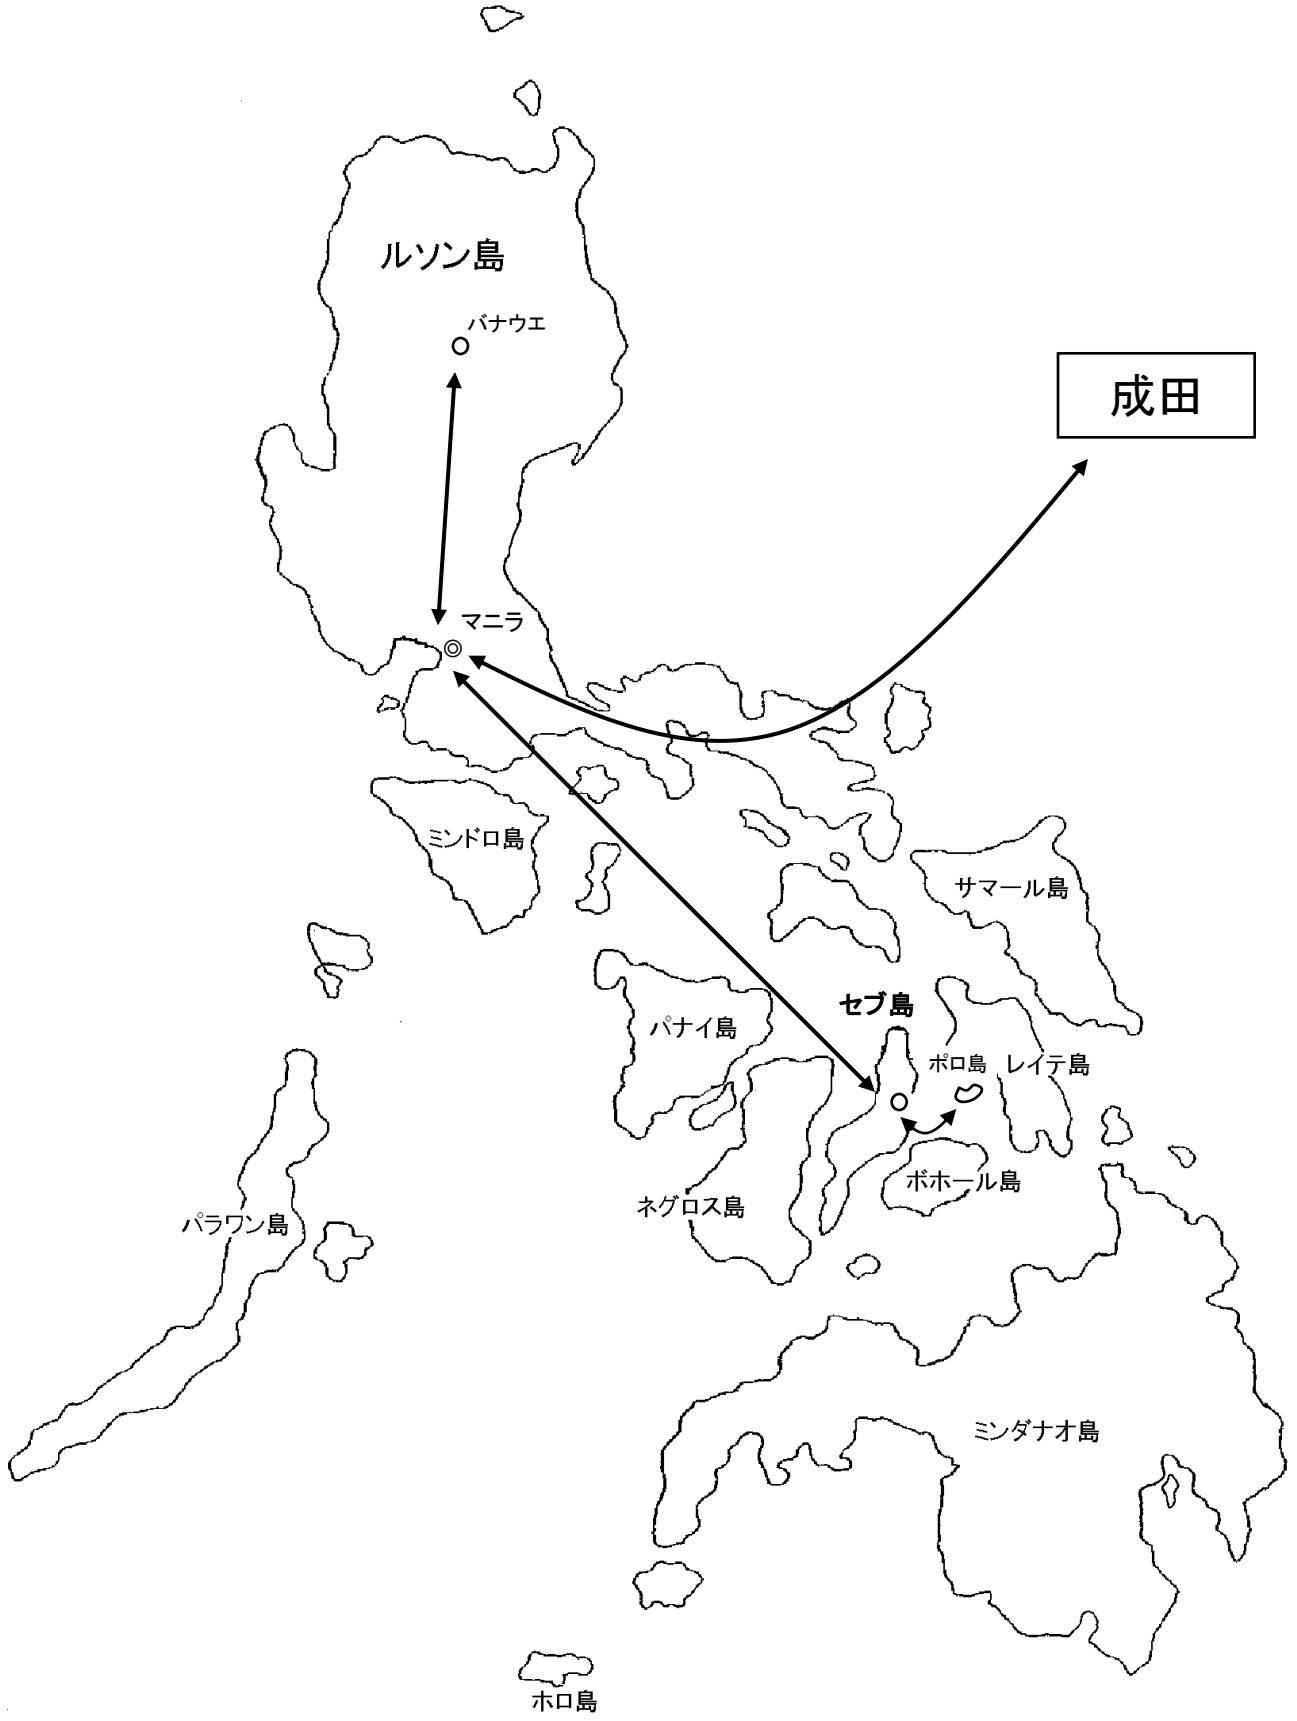 ルソン島
バナウエ
成田
マニラ
ミンドロ島
サマール島
セブ島
パナイ島
ポロ島
レイテ島
ボホール島
ネグロス島
パラワン島
ミンダナオ島
ホロ島